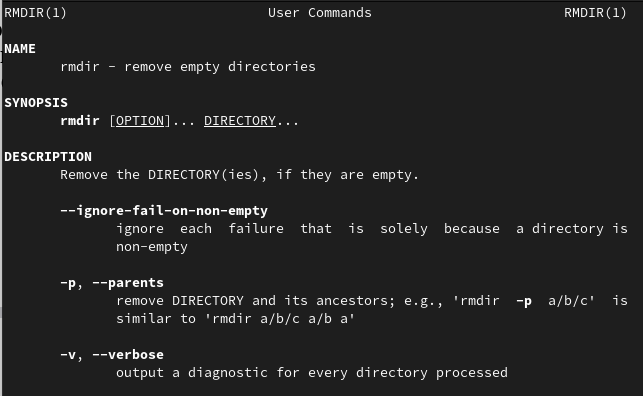 RMDIR(1) User Commands RMDIR(1)
NAME
rmdir - remove empty directories
SYNOPSIS
rmdir [OPTION]... DIRECTORY...
DESCRIPTION
Remove the DIRECTORY(ies), if they are empty.
--ignore-fail-on-non-empty
ignore each failure that is solely because a directory is
non-empty
-p, --parents
remove DIRECTORY and its ancestors; e.g., 'rmdir -p a/b/c' is
similar to 'rmdir a/b/c a/b a'
-v, --verbose
output a diagnostic for every directory processed